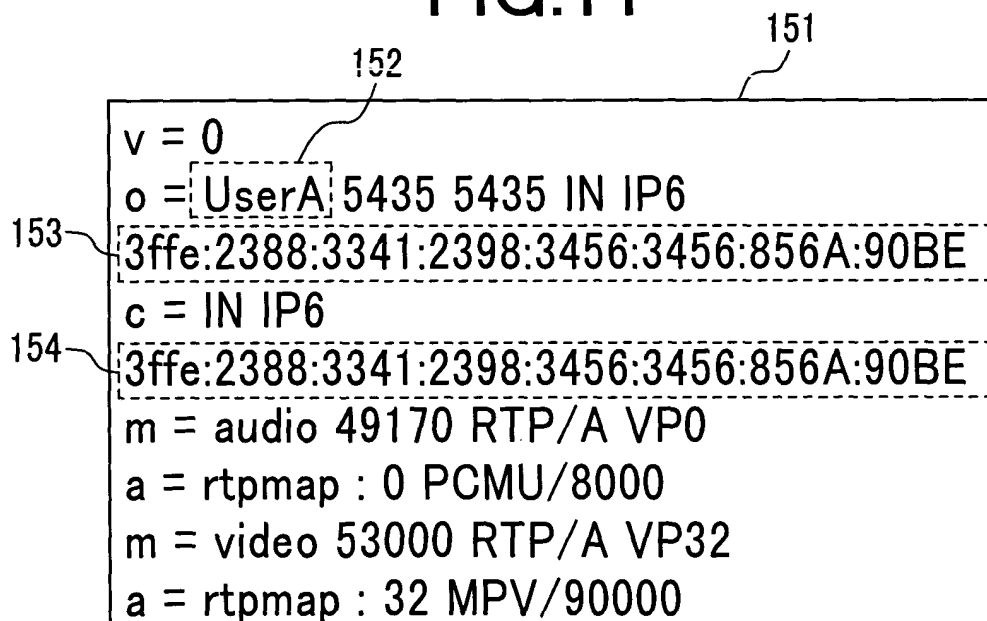 FIG.11
151
152
v = 0
o = UserA 5435 5435 IN IP6
153
3ffe:2388:3341:2398:3456:3456:856A:90BE
c = IN IP6
154
3ffe:2388:3341:2398:3456:3456:856A:90BE
m = audio 49170 RTP/A VP0
a = rtpmap : 0 PCMU/8000
m = video 53000 RTP/A VP32
a = rtpmap : 32 MPV/90000